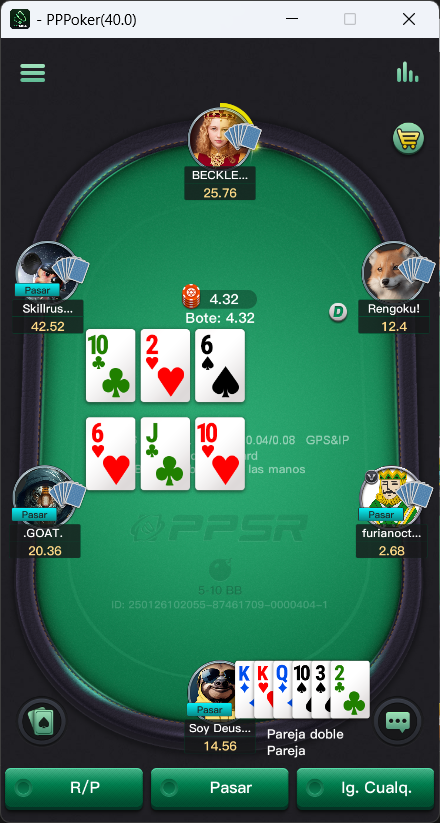 - PPPoker(40.0)
BECKLE...
25.76
Pasar
Skillrus...
42.52
Rengoku!
12.4
4.32
Bote: 4.32
D
10 2 6
6 J 10
0.04/0.08 GPS&IP
las manos
Pasar
.GOAT.
20.36
Pasar
furianoct...
2.68
PPSR
5-10 BB
ID: 250126102055-87461709-0000404-1
K K Q 10 3 2
Pasar
Soy Deus...
14.56
Pareja doble
Pareja
R/P
Pasar
Ig. Cualq.